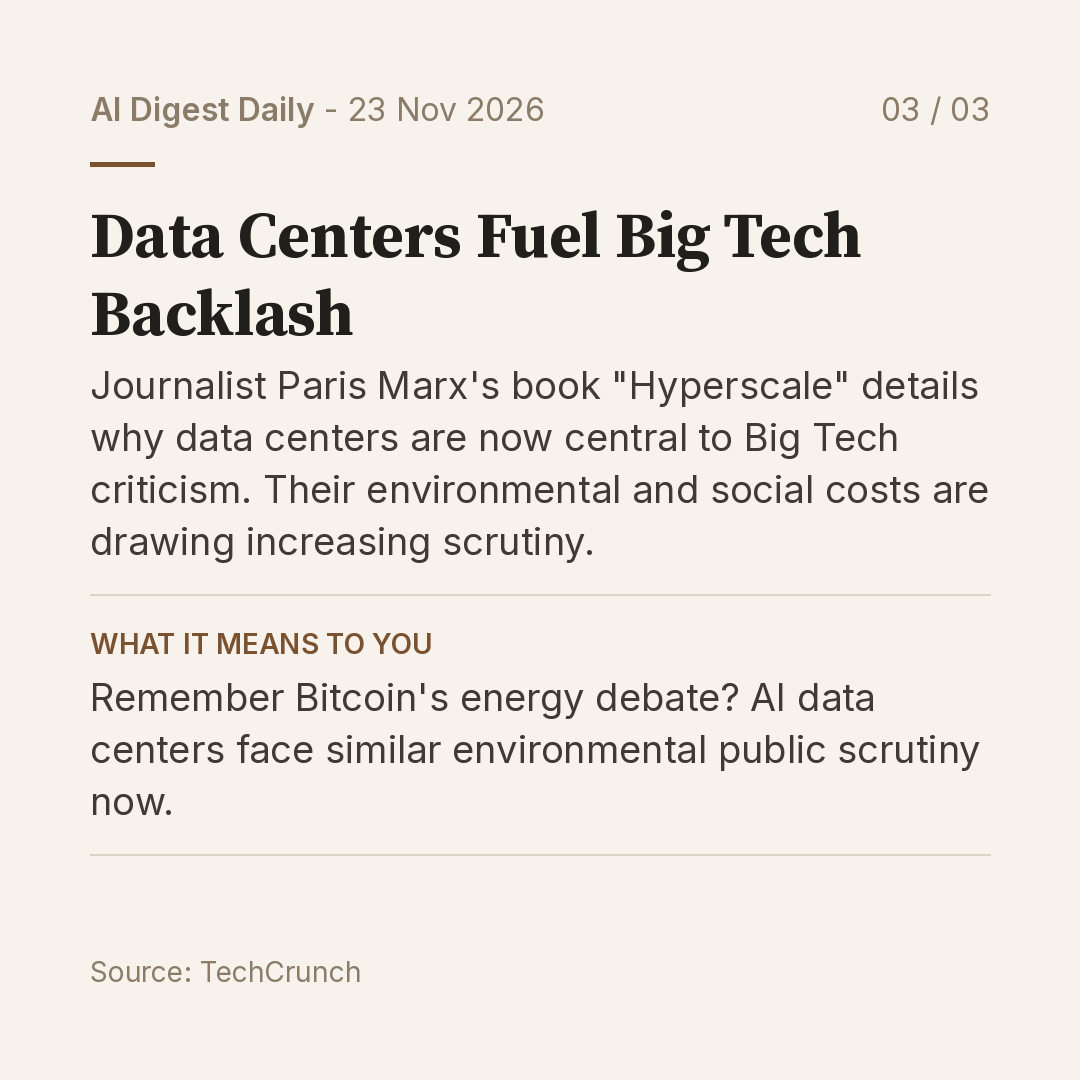 AI Digest Daily - 23 Nov 2026 03 / 03
Data Centers Fuel Big Tech
Backlash
Journalist Paris Marx's book "Hyperscale" details
why data centers are now central to Big Tech
criticism. Their environmental and social costs are
drawing increasing scrutiny.
WHAT IT MEANS TO YOU
Remember Bitcoin's energy debate? AI data
centers face similar environmental public scrutiny
now.
Source: TechCrunch